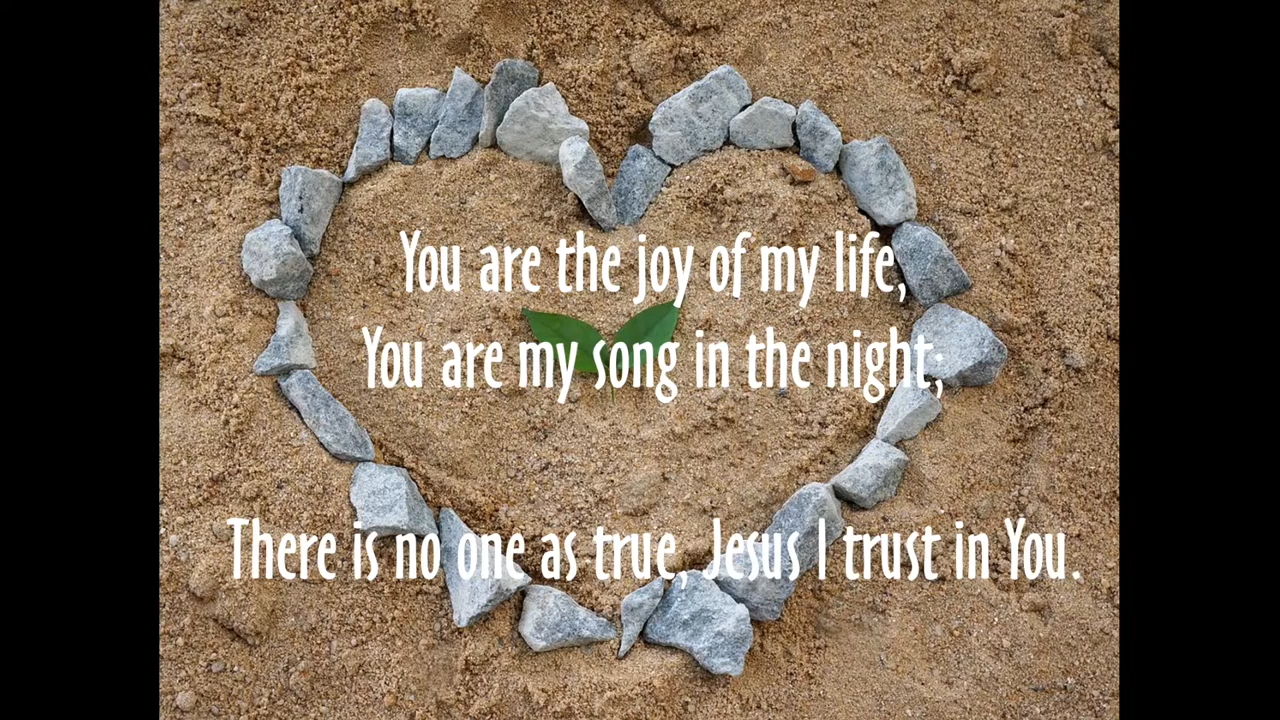 You are the joy of my life,
You are my song in the night;
There is no one as true, Jesus I trust in You.